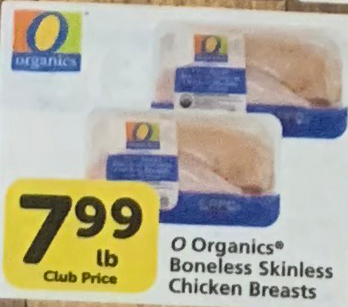 O
organics
7.99
lb
Club Price
O Organics®
Boneless Skinless
Chicken Breasts